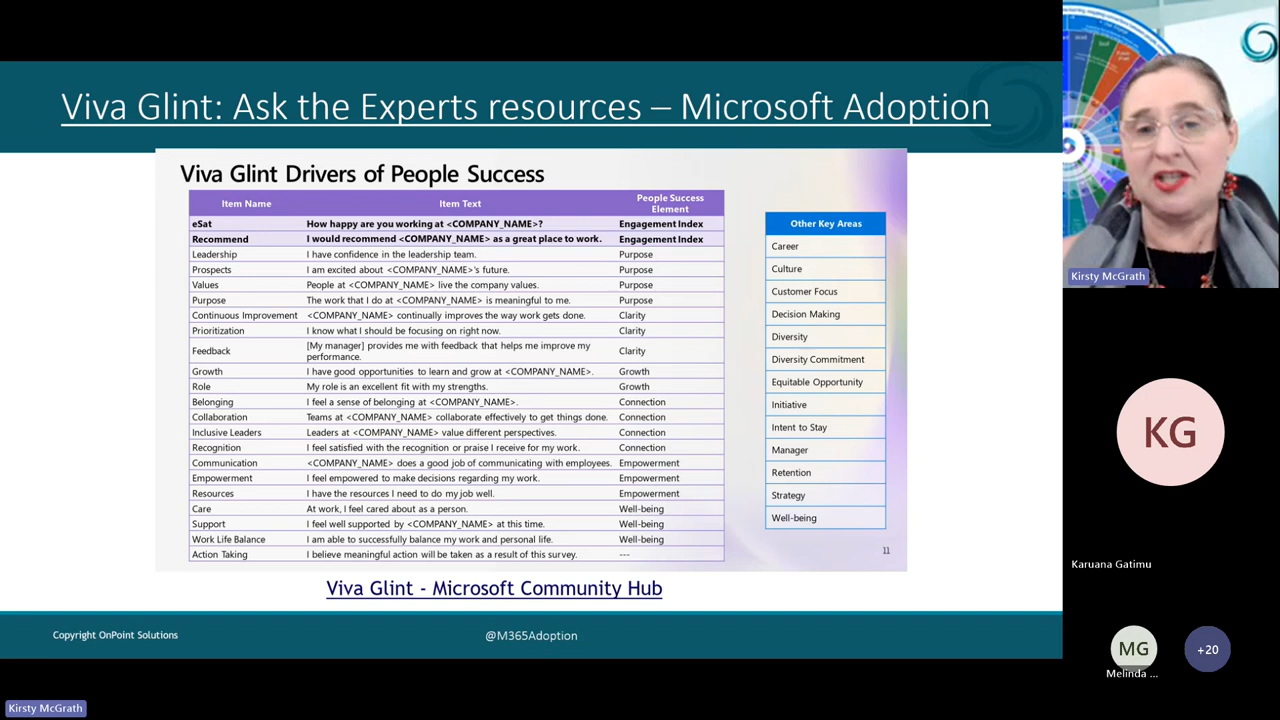 Viva Glint: Ask the Experts resources – Microsoft Adoption
Viva Glint Drivers of People Success
Item Name Item Text People Success Element
eSat How happy are you working at <COMPANY_NAME>? Engagement Index
Recommend I would recommend <COMPANY_NAME> as a great place to work. Engagement Index
Leadership I have confidence in the leadership team. Purpose
Prospects I am excited about <COMPANY_NAME>'s future. Purpose
Values People at <COMPANY_NAME> live the company values. Purpose
Purpose The work that I do at <COMPANY_NAME> is meaningful to me. Purpose
Continuous Improvement <COMPANY_NAME> continually improves the way work gets done. Clarity
Prioritization I know what I should be focusing on right now. Clarity
Feedback [My manager] provides me with feedback that helps me improve my performance. Clarity
Growth I have good opportunities to learn and grow at <COMPANY_NAME>. Growth
Role My role is an excellent fit with my strengths. Growth
Belonging I feel a sense of belonging at <COMPANY_NAME>. Connection
Collaboration Teams at <COMPANY_NAME> collaborate effectively to get things done. Connection
Inclusive Leaders Leaders at <COMPANY_NAME> value different perspectives. Connection
Recognition I feel satisfied with the recognition or praise I receive for my work. Connection
Communication <COMPANY_NAME> does a good job of communicating with employees. Empowerment
Empowerment I feel empowered to make decisions regarding my work. Empowerment
Resources I have the resources I need to do my job well. Empowerment
Care At work, I feel cared about as a person. Well-being
Support I feel well supported by <COMPANY_NAME> at this time. Well-being
Work Life Balance I am able to successfully balance my work and personal life. Well-being
Action Taking I believe meaningful action will be taken as a result of this survey. ---
Other Key Areas
Career
Culture
Customer Focus
Decision Making
Diversity
Diversity Commitment
Equitable Opportunity
Initiative
Intent to Stay
Manager
Retention
Strategy
Well-being
11
Viva Glint - Microsoft Community Hub
Copyright OnPoint Solutions
@M365Adoption
Kirsty McGrath
KG
Karuana Gatimu
MG
Melinda ...
+20
Kirsty McGrath